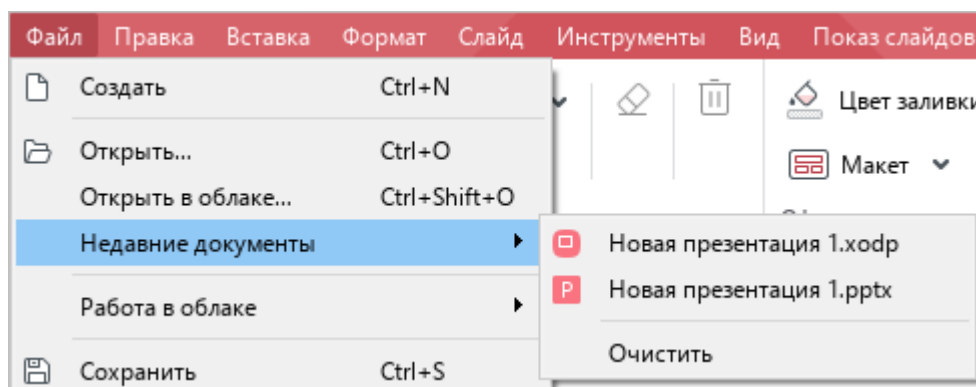 Файл Правка Вставка Формат Слайд Инструменты Вид Показ слайдов
Создать Ctrl+N
Цвет заливки
Открыть... Ctrl+O
Макет
Открыть в облаке... Ctrl+Shift+O
Недавние документы
Новая презентация 1.xodp
P Новая презентация 1.pptx
Работа в облаке
Очистить
Сохранить Ctrl+S